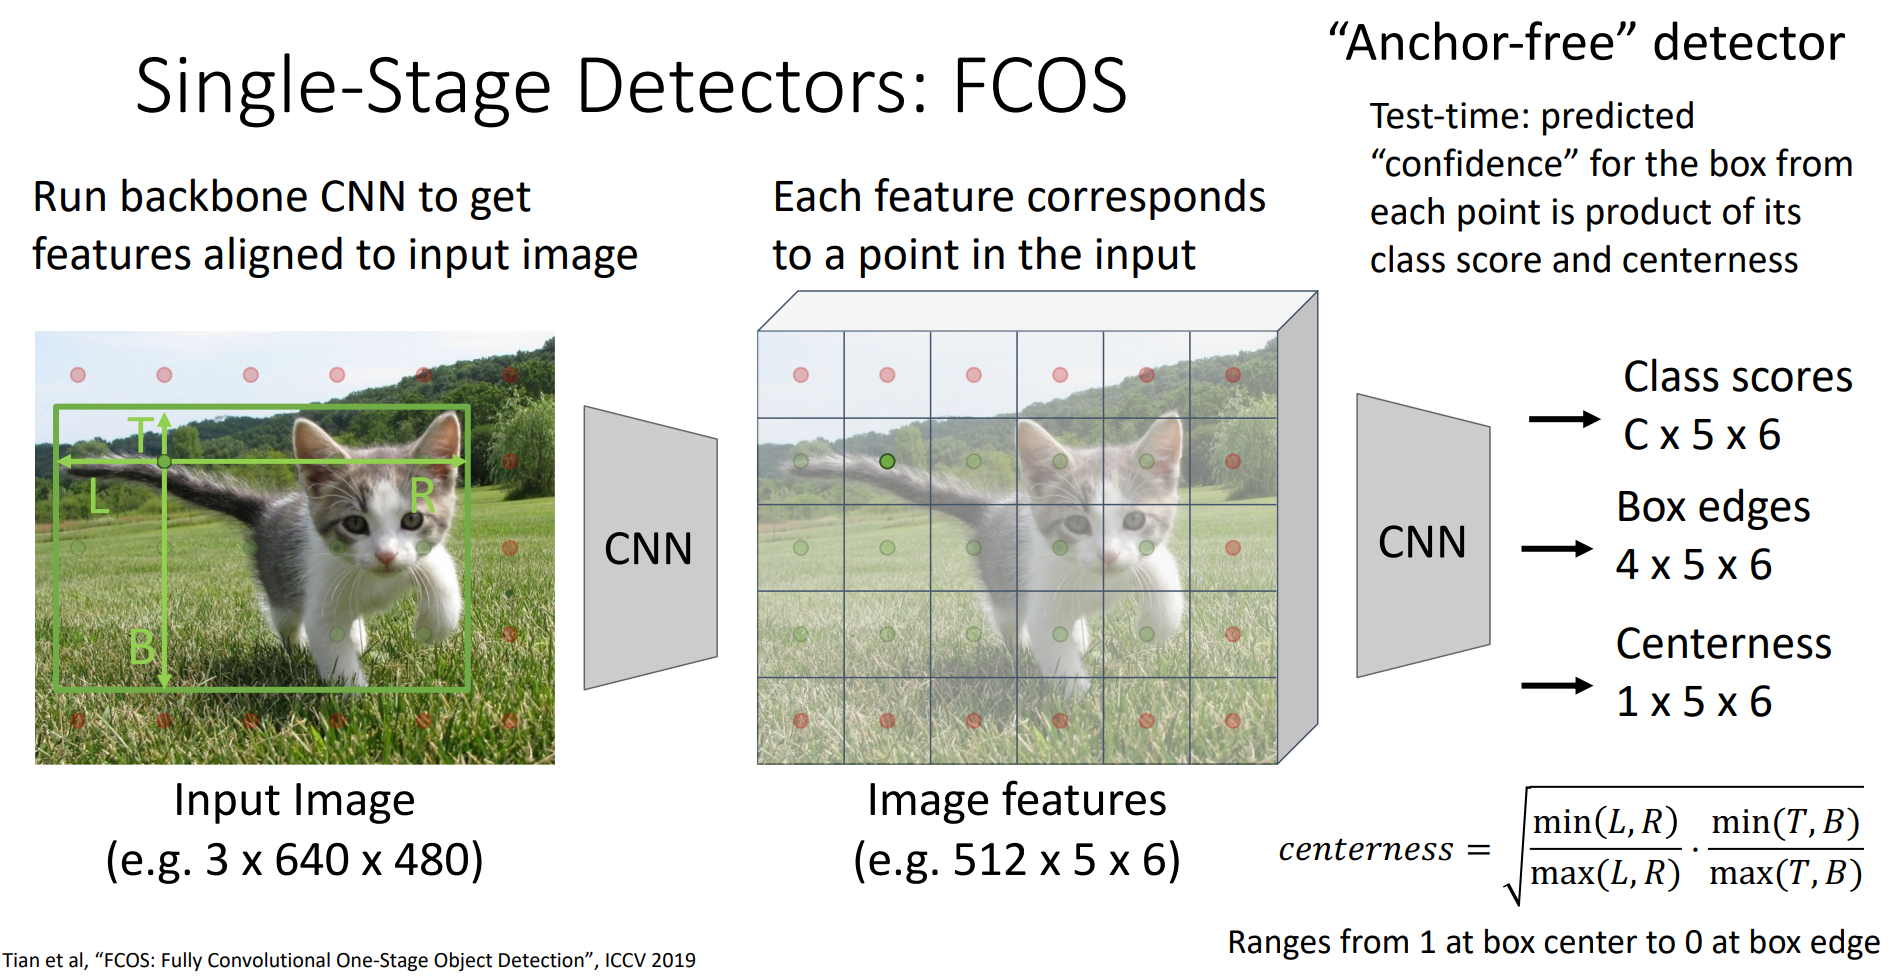 Single-Stage Detectors: FCOS
“Anchor-free” detector
Test-time: predicted
“confidence” for the box from
each point is product of its
class score and centerness
Run backbone CNN to get
features aligned to input image
Each feature corresponds
to a point in the input
T
L
R
B
CNN
CNN
Class scores
C x 5 x 6
Box edges
4 x 5 x 6
Centerness
1 x 5 x 6
Input Image
(e.g. 3 x 640 x 480)
Image features
(e.g. 512 x 5 x 6)
centerness = √(min(L, R) / max(L, R) · min(T, B) / max(T, B))
Ranges from 1 at box center to 0 at box edge
Tian et al, “FCOS: Fully Convolutional One-Stage Object Detection”, ICCV 2019